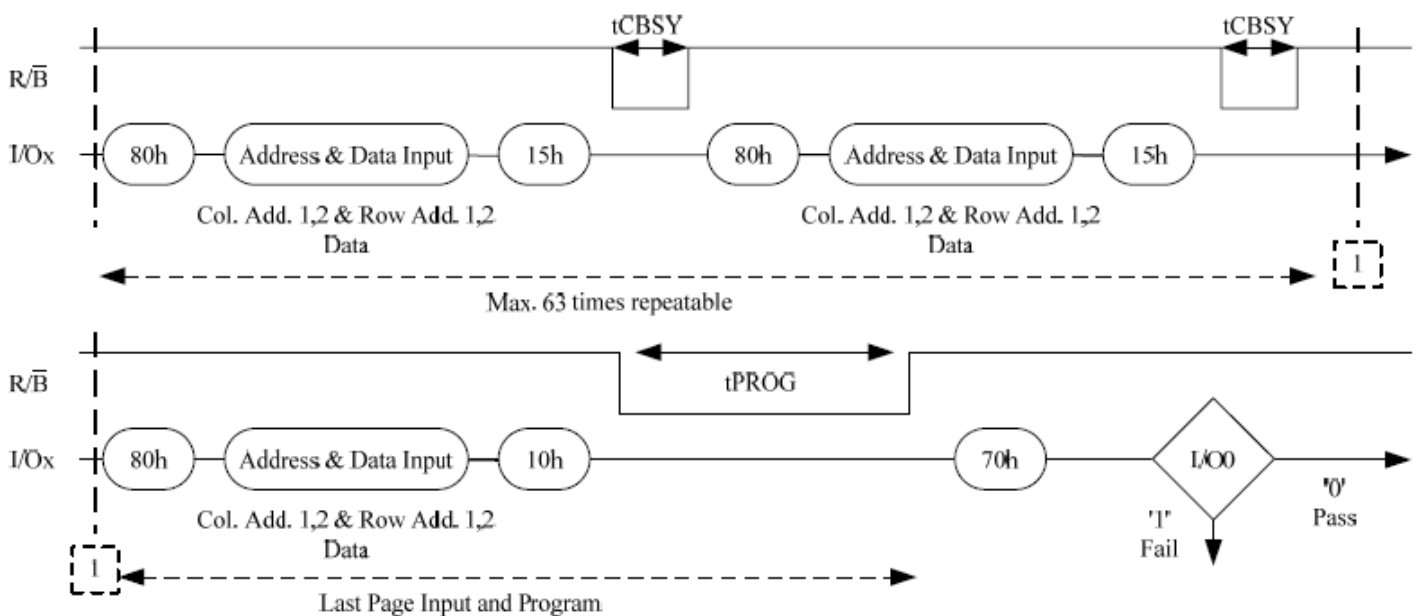 tCBSY tCBSY
R/B̅
I/Ox 80h Address & Data Input 15h 80h Address & Data Input 15h
Col. Add. 1,2 & Row Add. 1,2 Col. Add. 1,2 & Row Add. 1,2
Data Data
1
Max. 63 times repeatable
R/B̅
tPROG
I/Ox 80h Address & Data Input 10h 70h I/O0
'0'
Pass
Col. Add. 1,2 & Row Add. 1,2 '1'
Data Fail
1
Last Page Input and Program